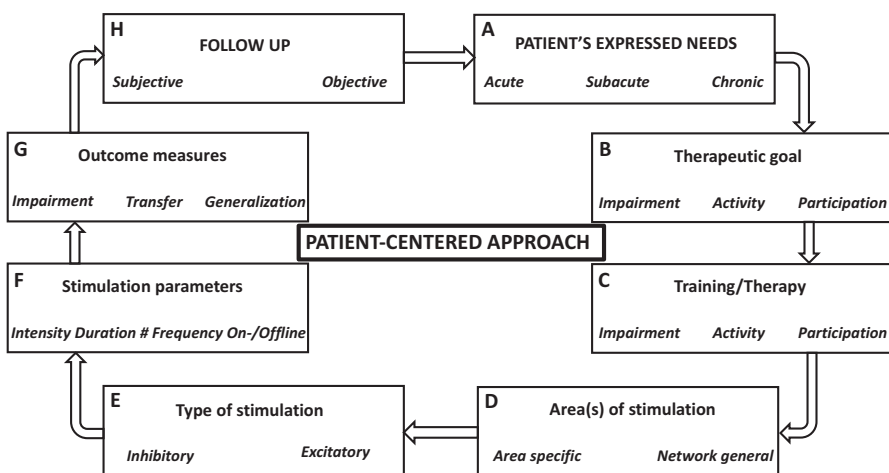 A
PATIENT'S EXPRESSED NEEDS
Acute Subacute Chronic
B
Therapeutic goal
Impairment Activity Participation
C
Training/Therapy
Impairment Activity Participation
D
Area(s) of stimulation
Area specific Network general
E
Type of stimulation
Inhibitory Excitatory
F
Stimulation parameters
Intensity Duration # Frequency On-/Offline
G
Outcome measures
Impairment Transfer Generalization
H
FOLLOW UP
Subjective Objective
PATIENT-CENTERED APPROACH